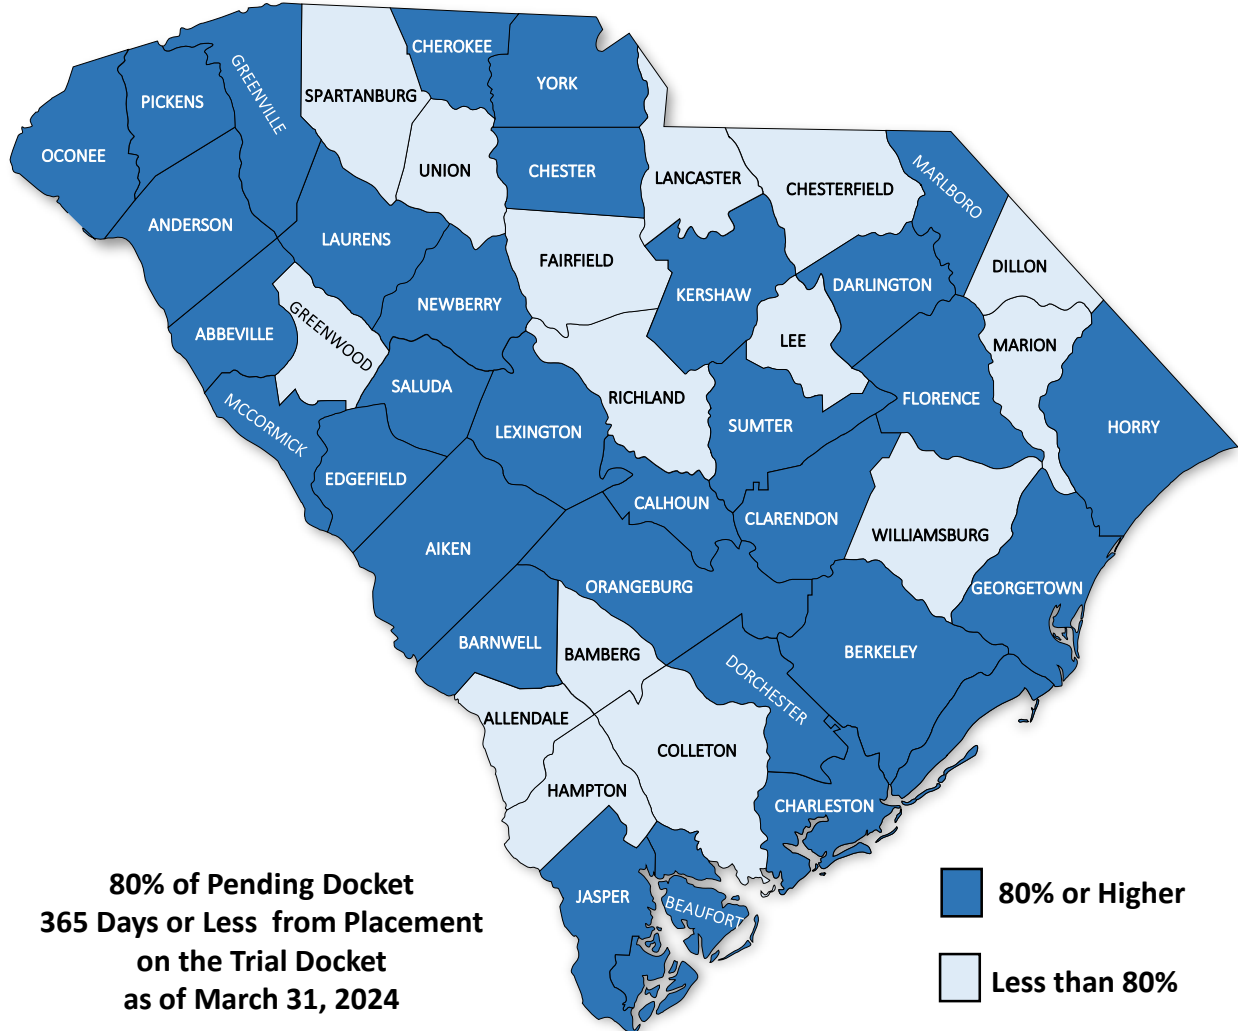 CHEROKEE
YORK
GREENVILLE
SPARTANBURG
PICKENS
OCONEE
UNION
CHESTER
LANCASTER
CHESTERFIELD
MARLBORO
ANDERSON
LAURENS
FAIRFIELD
DILLON
NEWBERRY
KERSHAW
DARLINGTON
ABBEVILLE
GREENWOOD
LEE
MARION
SALUDA
RICHLAND
FLORENCE
MCCORMICK
LEXINGTON
SUMTER
HORRY
EDGEFIELD
CALHOUN
CLARENDON
WILLIAMSBURG
AIKEN
ORANGEBURG
GEORGETOWN
BARNWELL
BAMBERG
BERKELEY
DORCHESTER
ALLENDALE
COLLETON
HAMPTON
CHARLESTON
JASPER
BEAUFORT
80% of Pending Docket
365 Days or Less from Placement
on the Trial Docket
as of March 31, 2024
80% or Higher
Less than 80%